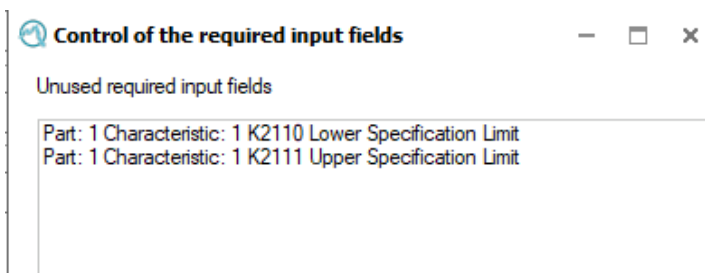 Control of the required input fields
Unused required input fields
Part: 1 Characteristic: 1 K2110 Lower Specification Limit
Part: 1 Characteristic: 1 K2111 Upper Specification Limit